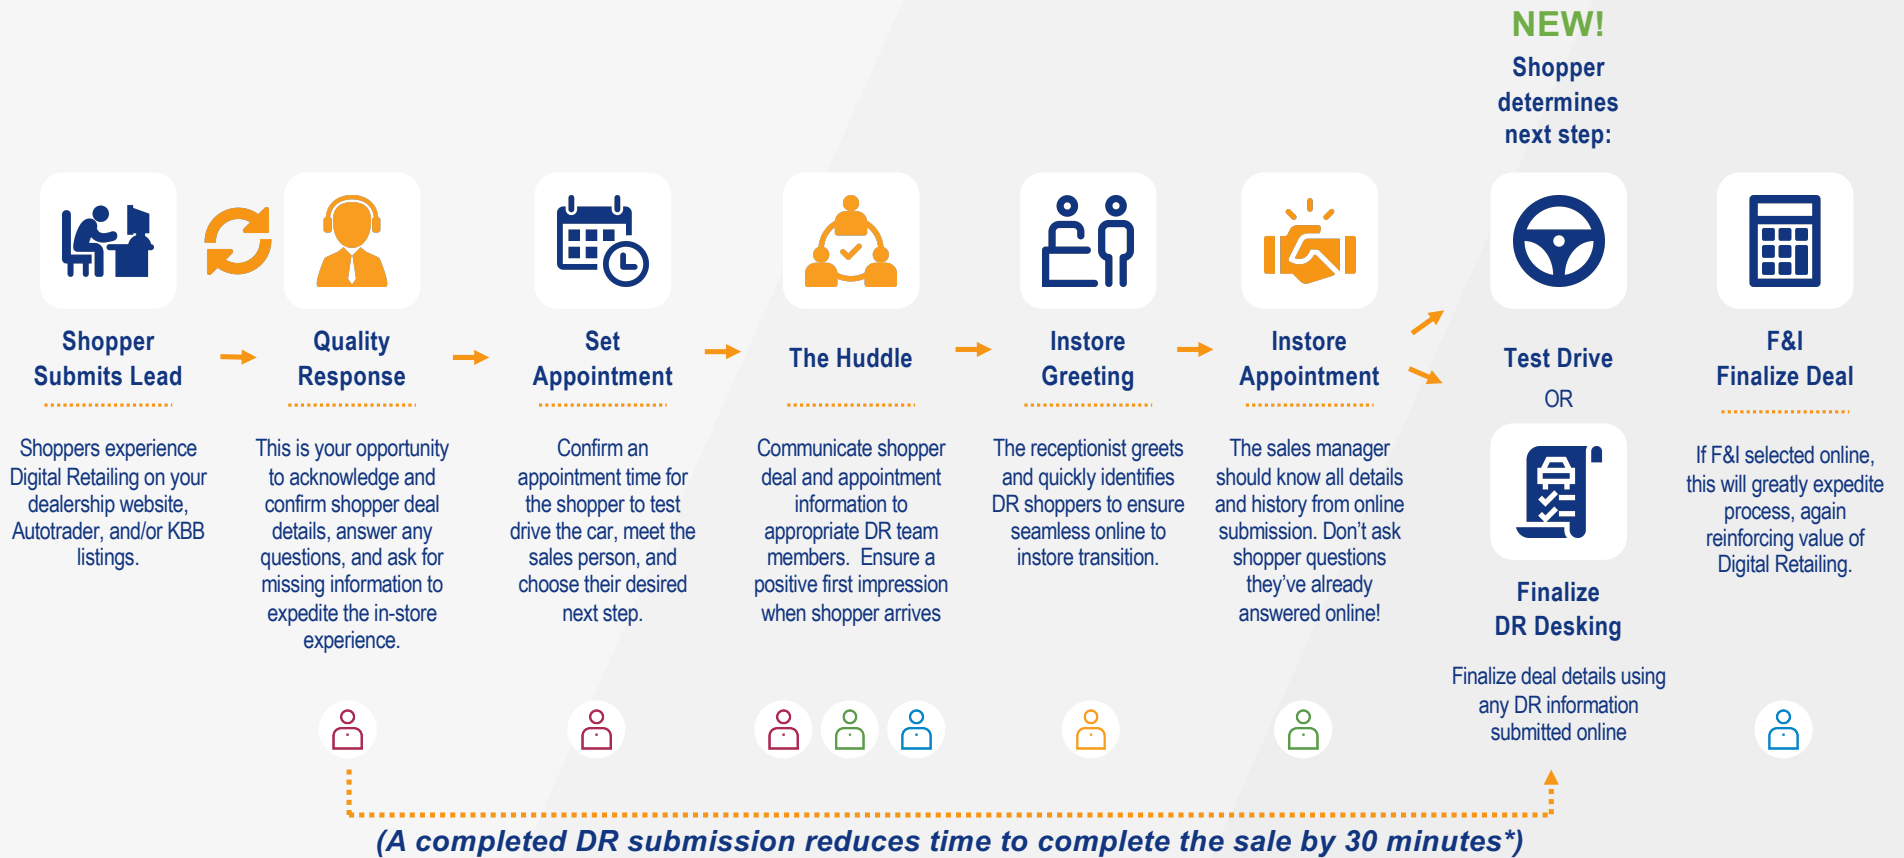 NEW!
Shopper
determines
next step:
Shopper
Submits Lead
Shoppers experience
Digital Retailing on your
dealership website,
Autotrader, and/or KBB
listings.
Quality
Response
This is your opportunity
to acknowledge and
confirm shopper deal
details, answer any
questions, and ask for
missing information to
expedite the in-store
experience.
Set
Appointment
Confirm an
appointment time for
the shopper to test
drive the car, meet the
sales person, and
choose their desired
next step.
The Huddle
Communicate shopper
deal and appointment
information to
appropriate DR team
members. Ensure a
positive first impression
when shopper arrives
Instore
Greeting
The receptionist greets
and quickly identifies
DR shoppers to ensure
seamless online to
instore transition.
Instore
Appointment
The sales manager
should know all details
and history from online
submission. Don’t ask
shopper questions
they’ve already
answered online!
Test Drive
OR
Finalize
DR Desking
Finalize deal details using
any DR information
submitted online
F&I
Finalize Deal
If F&I selected online,
this will greatly expedite
process, again
reinforcing value of
Digital Retailing.
(A completed DR submission reduces time to complete the sale by 30 minutes*)